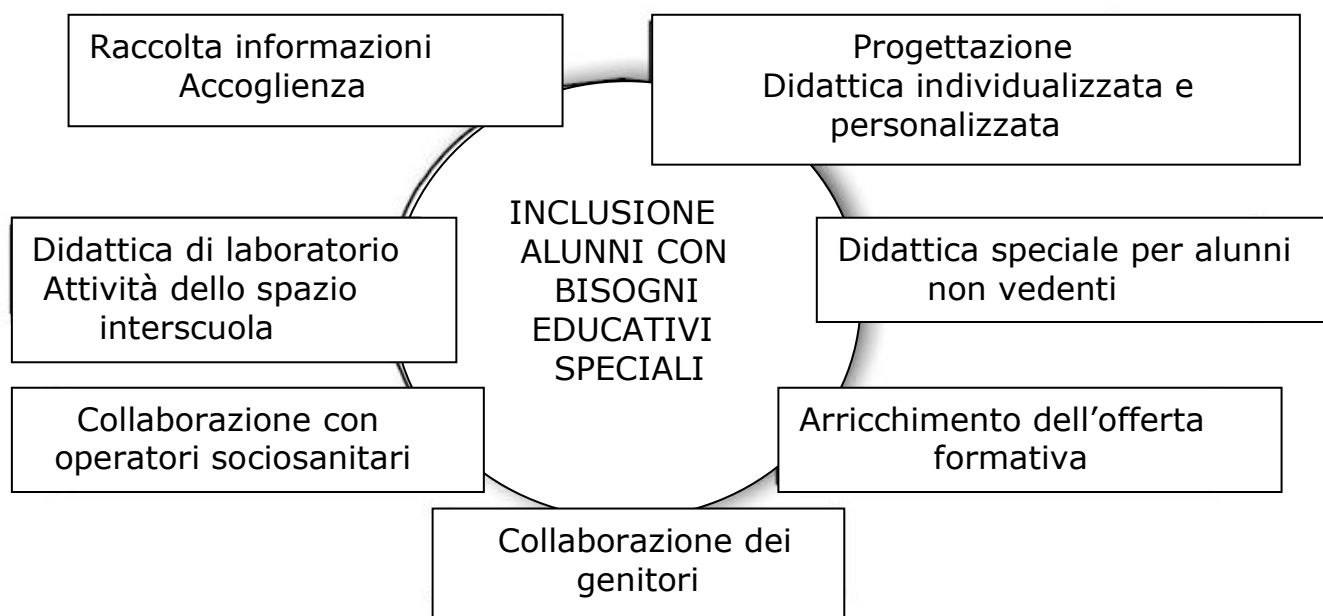 Raccolta informazioni
Accoglienza
Progettazione
Didattica individualizzata e
personalizzata
INCLUSIONE
ALUNNI CON
BISOGNI
EDUCATIVI
SPECIALI
Didattica di laboratorio
Attività dello spazio
interscuola
Didattica speciale per alunni
non vedenti
Collaborazione con
operatori sociosanitari
Arricchimento dell’offerta
formativa
Collaborazione dei
genitori